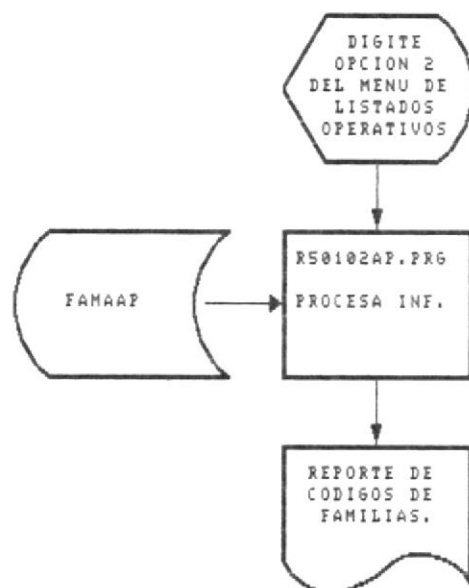 DIGITE
OPCION 2
DEL MENU DE
LISTADOS
OPERATIVOS
R50102AP.PRG
FAMAAP
PROCESA INF.
REPORTE DE
CODIGOS DE
FAMILIAS.